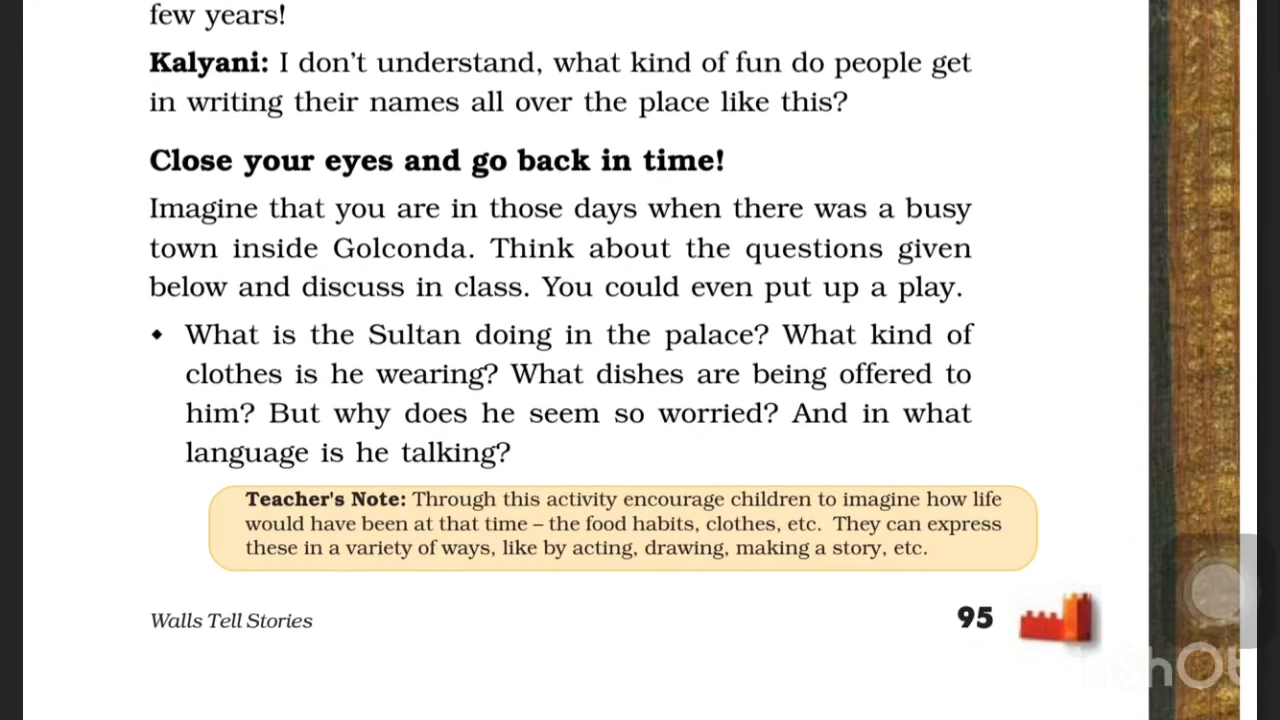 few years!
Kalyani: I don't understand, what kind of fun do people get
in writing their names all over the place like this?
Close your eyes and go back in time!
Imagine that you are in those days when there was a busy
town inside Golconda. Think about the questions given
below and discuss in class. You could even put up a play.
◆ What is the Sultan doing in the palace? What kind of
clothes is he wearing? What dishes are being offered to
him? But why does he seem so worried? And in what
language is he talking?
Teacher's Note: Through this activity encourage children to imagine how life
would have been at that time – the food habits, clothes, etc. They can express
these in a variety of ways, like by acting, drawing, making a story, etc.
Walls Tell Stories
95